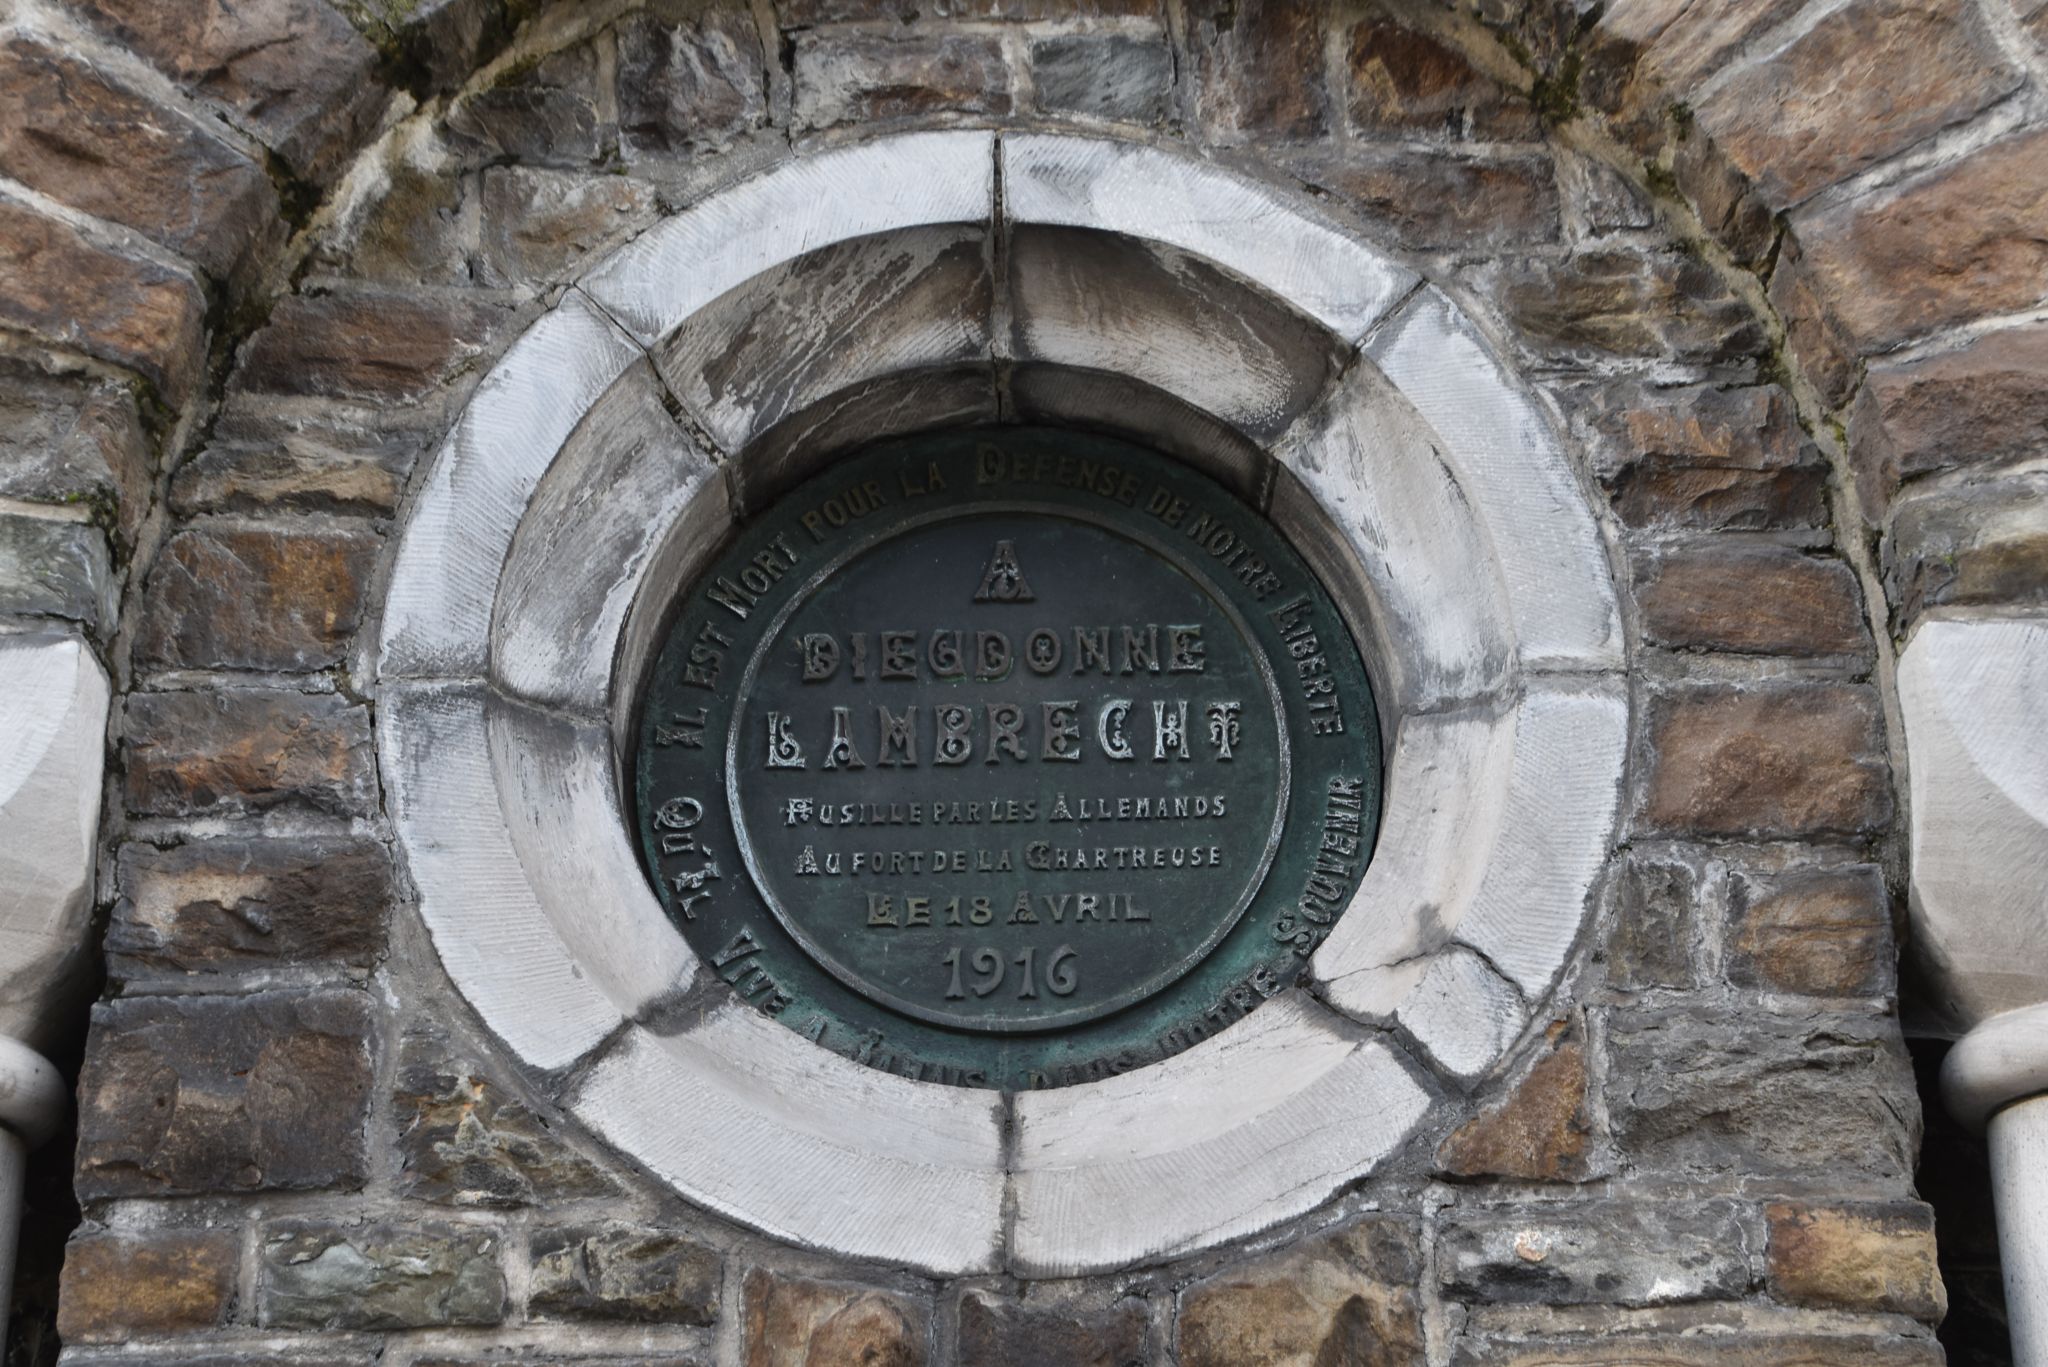 A
DIEUDONNE
LAMBRECHT
FUSILLE PAR LES ALLEMANDS
AU FORT DE LA CHARTREUSE
LE 18 AVRIL
1916
AL EST MORT POUR LA DEFENSE DE NOTRE LIBERTE
QU'IL VIVE A JAMAIS DANS NOTRE SOUVENIR